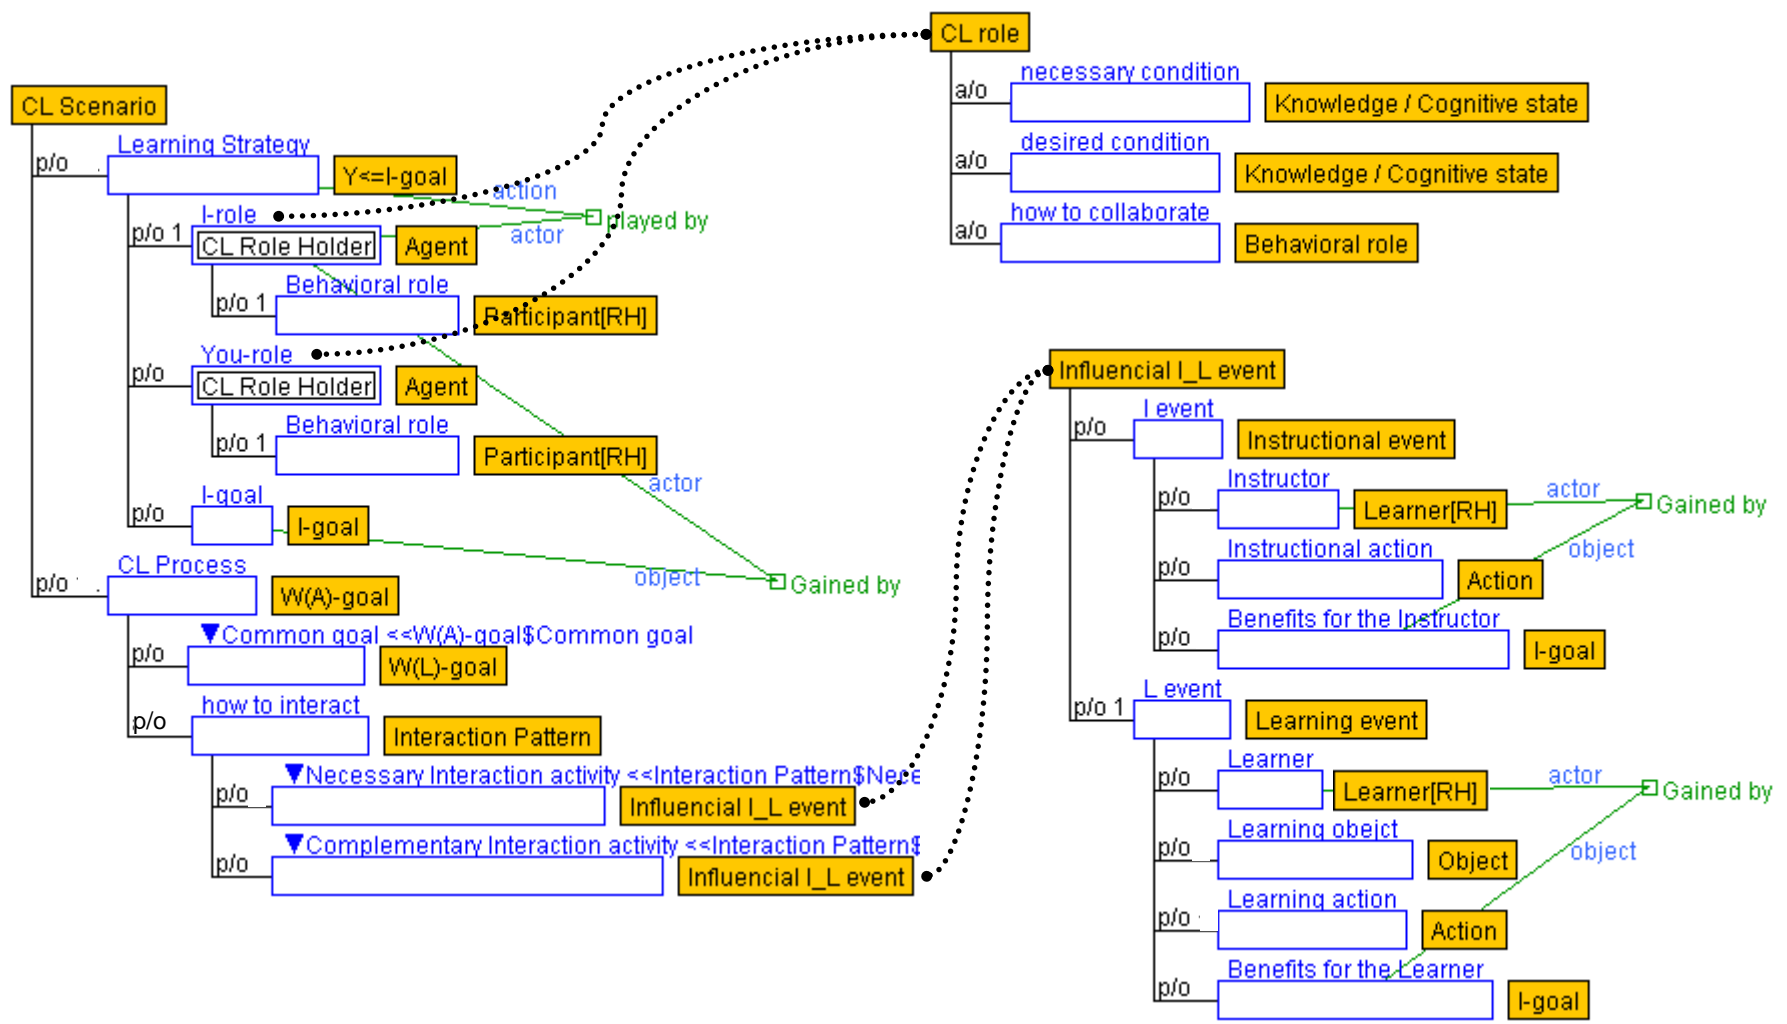 CL Scenario
p/o
Learning Strategy
Y<=I-goal
action
played by
actor
p/o 1
I-role
CL Role Holder
Agent
p/o 1
Behavioral role
Participant[RH]
p/o
You-role
CL Role Holder
Agent
p/o 1
Behavioral role
Participant[RH]
actor
p/o
I-goal
I-goal
object
Gained by
p/o
CL Process
W(A)-goal
p/o
▼Common goal <<W(A)-goal$Common goal
W(L)-goal
p/o
how to interact
Interaction Pattern
p/o
▼Necessary Interaction activity <<Interaction Pattern$Nece
Influencial I_L event
p/o
▼Complementary Interaction activity <<Interaction Pattern$
Influencial I_L event
CL role
a/o
necessary condition
Knowledge / Cognitive state
a/o
desired condition
Knowledge / Cognitive state
a/o
how to collaborate
Behavioral role
Influencial I_L event
p/o
I event
Instructional event
p/o
Instructor
Learner[RH]
actor
Gained by
object
p/o
Instructional action
Action
p/o
Benefits for the Instructor
I-goal
p/o 1
L event
Learning event
p/o
Learner
Learner[RH]
actor
Gained by
object
p/o
Learning obejct
Object
p/o
Learning action
Action
p/o
Benefits for the Learner
I-goal